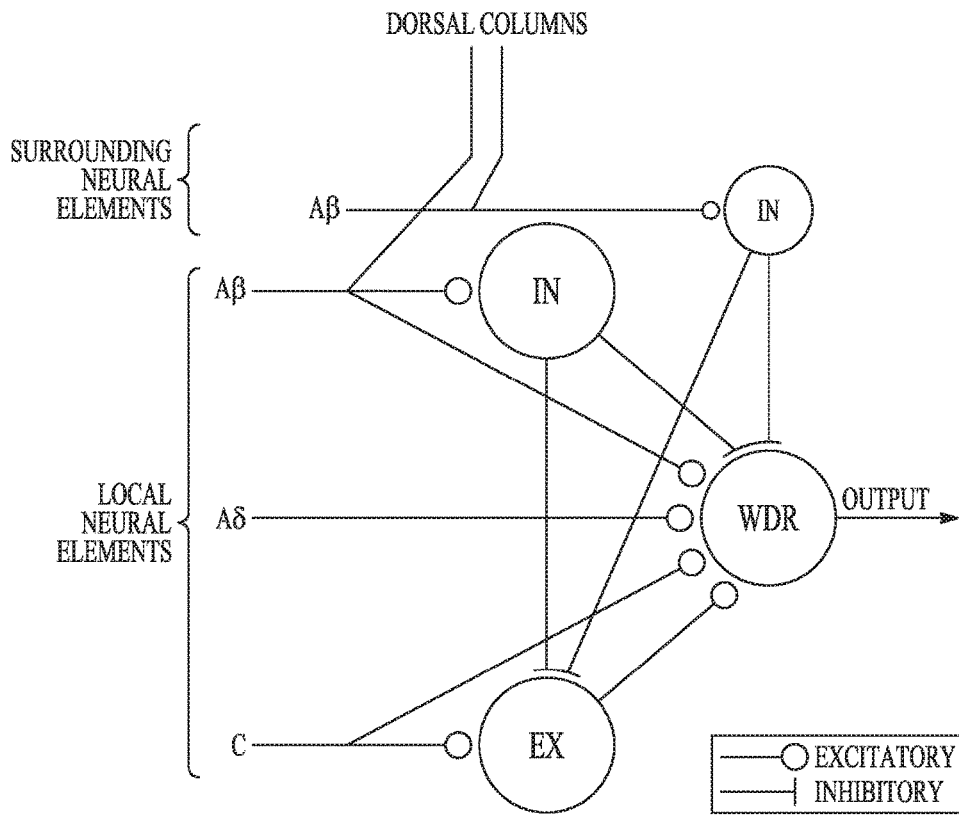 DORSAL COLUMNS
SURROUNDING
NEURAL
ELEMENTS
Aβ
IN
Aβ
IN
LOCAL
NEURAL
ELEMENTS
Aδ
WDR
OUTPUT
C
EX
EXCITATORY
INHIBITORY